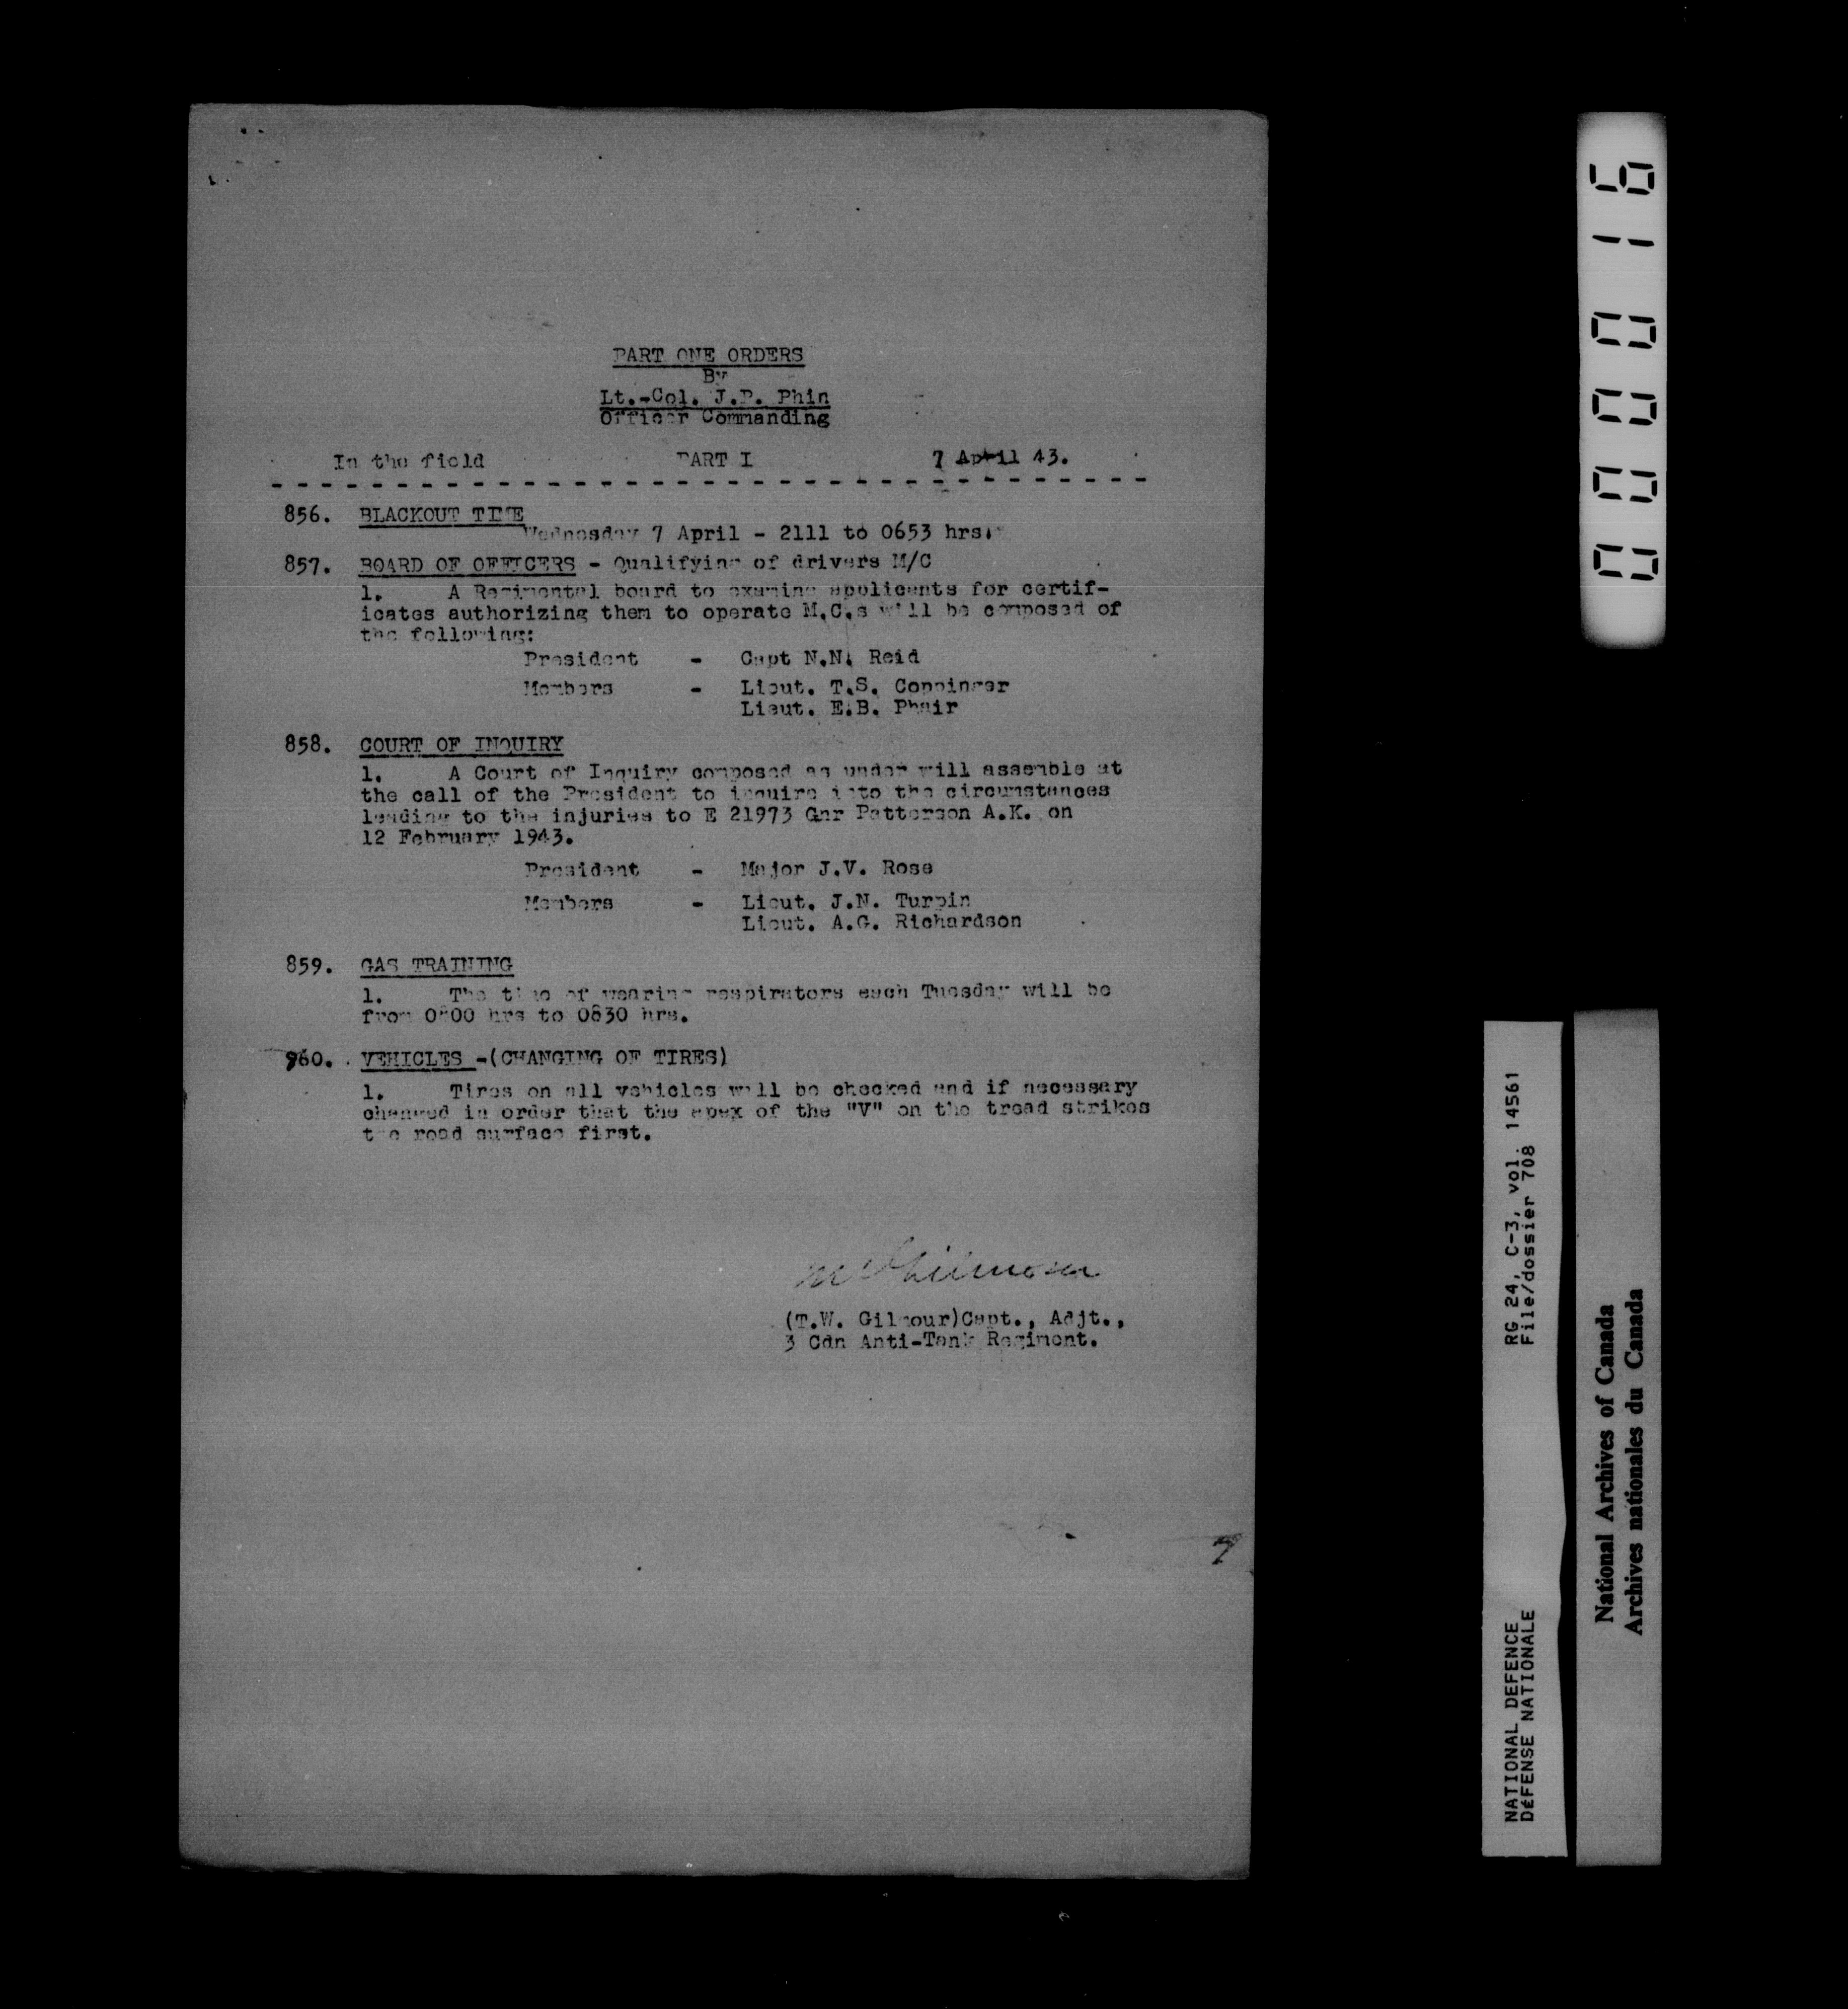 PART ONE ORDERS
By
Lt.-Col. J.P. Phin
Officer Commanding
In the field PART I 7 April 43.
856. BLACKOUT TIME
Wednesday 7 April - 2111 to 0653 hrs.
857. BOARD OF OFFICERS - Qualifying of drivers M/C
1. A Regimental board to examine applicants for certif-
icates authorizing them to operate M.C.s will be composed of
the following:
President - Capt N.N. Reid
Members - Lieut. T.S. Coppinger
Lieut. E.B. Phair
858. COURT OF INQUIRY
1. A Court of Inquiry composed as under will assemble at
the call of the President to inquire into the circumstances
leading to the injuries to E 21973 Gnr Patterson A.K. on
12 February 1943.
President - Major J.V. Rose
Members - Lieut. J.N. Turpin
Lieut. A.G. Richardson
859. GAS TRAINING
1. The time of wearing respirators each Tuesday will be
from 0800 hrs to 0830 hrs.
960. VEHICLES -(CHANGING OF TIRES)
1. Tires on all vehicles will be checked and if necessary
changed in order that the apex of the "V" on the tread strikes
the road surface first.
(T.W. Gilmour)Capt., Adjt.,
3 Cdn Anti-Tank Regiment.
7
000016
NATIONAL DEFENCE RG 24, C-3, vol. 14561
DÉFENSE NATIONALE File/dossier 708
National Archives of Canada
Archives nationales du Canada